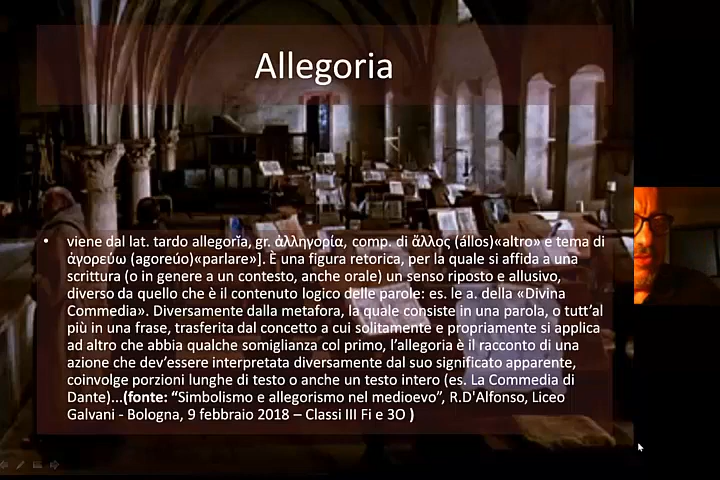 Allegoria
• viene dal lat. tardo allegorĭa, gr. ἀλληγορία, comp. di ἄλλος (állos)«altro» e tema di
ἀγορεύω (agoreúo)«parlare»]. È una figura retorica, per la quale si affida a una
scrittura (o in genere a un contesto, anche orale) un senso riposto e allusivo,
diverso da quello che è il contenuto logico delle parole: es. le a. della «Divina
Commedia». Diversamente dalla metafora, la quale consiste in una parola, o tutt’al
più in una frase, trasferita dal concetto a cui solitamente e propriamente si applica
ad altro che abbia qualche somiglianza col primo, l’allegoria è il racconto di una
azione che dev’essere interpretata diversamente dal suo significato apparente,
coinvolge porzioni lunghe di testo o anche un testo intero (es. La Commedia di
Dante)...(fonte: “Simbolismo e allegorismo nel medioevo”, R.D'Alfonso, Liceo
Galvani - Bologna, 9 febbraio 2018 – Classi III Fi e 3O )